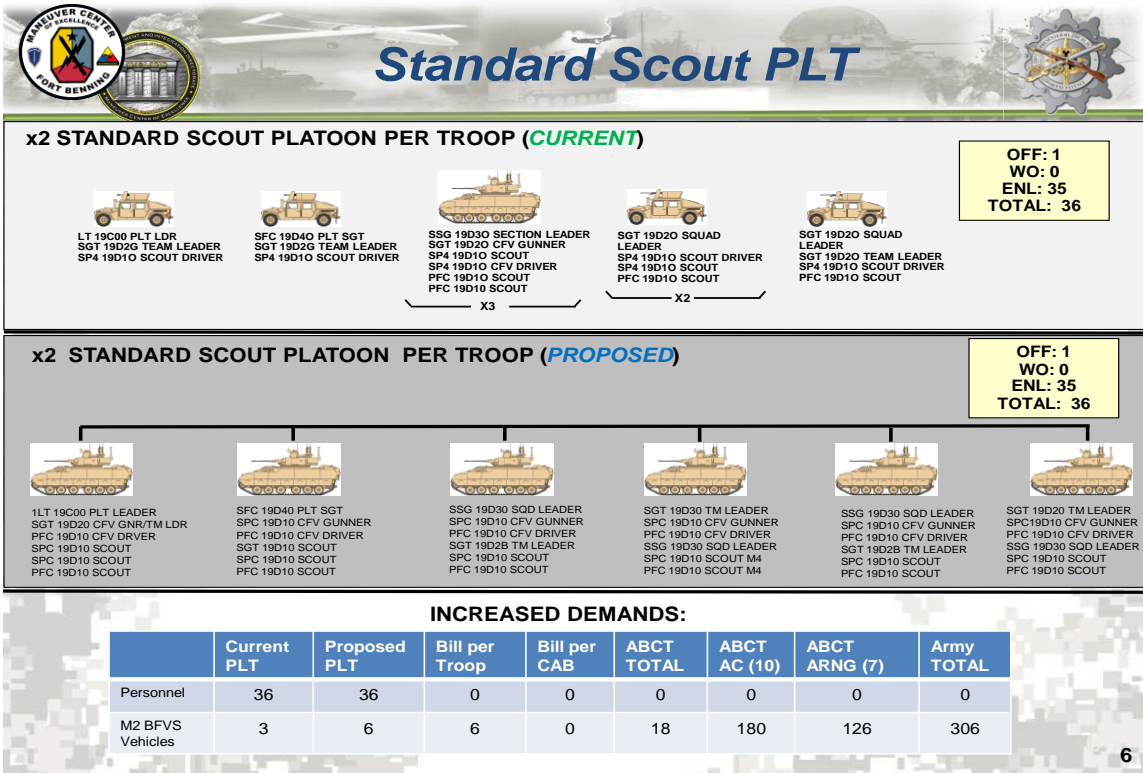 MANEUVER CENTER
OF EXCELLENCE
FORT BENNING
Standard Scout PLT
x2 STANDARD SCOUT PLATOON PER TROOP (CURRENT)
OFF: 1
WO: 0
ENL: 35
TOTAL: 36
LT 19C00 PLT LDR
SGT 19D2G TEAM LEADER
SP4 19D1O SCOUT DRIVER
SFC 19D4O PLT SGT
SGT 19D2G TEAM LEADER
SP4 19D1O SCOUT DRIVER
SSG 19D3O SECTION LEADER
SGT 19D2O CFV GUNNER
SP4 19D1O SCOUT
SP4 19D1O CFV DRIVER
PFC 19D1O SCOUT
PFC 19D10 SCOUT
X3
SGT 19D2O SQUAD
LEADER
SP4 19D1O SCOUT DRIVER
SP4 19D1O SCOUT
PFC 19D1O SCOUT
X2
SGT 19D2O SQUAD
LEADER
SGT 19D2O TEAM LEADER
SP4 19D1O SCOUT DRIVER
PFC 19D1O SCOUT
x2 STANDARD SCOUT PLATOON PER TROOP (PROPOSED)
OFF: 1
WO: 0
ENL: 35
TOTAL: 36
1LT 19C00 PLT LEADER
SGT 19D20 CFV GNR/TM LDR
PFC 19D10 CFV DRVER
SPC 19D10 SCOUT
SPC 19D10 SCOUT
PFC 19D10 SCOUT
SFC 19D40 PLT SGT
SPC 19D10 CFV GUNNER
PFC 19D10 CFV DRIVER
SGT 19D10 SCOUT
SPC 19D10 SCOUT
PFC 19D10 SCOUT
SSG 19D30 SQD LEADER
SPC 19D10 CFV GUNNER
PFC 19D10 CFV DRIVER
SGT 19D2B TM LEADER
SPC 19D10 SCOUT
PFC 19D10 SCOUT
SGT 19D30 TM LEADER
SPC 19D10 CFV GUNNER
PFC 19D10 CFV DRIVER
SSG 19D30 SQD LEADER
SPC 19D10 SCOUT M4
PFC 19D10 SCOUT M4
SSG 19D30 SQD LEADER
SPC 19D10 CFV GUNNER
PFC 19D10 CFV DRIVER
SGT 19D2B TM LEADER
SPC 19D10 SCOUT
PFC 19D10 SCOUT
SGT 19D20 TM LEADER
SPC19D10 CFV GUNNER
PFC 19D10 CFV DRIVER
SSG 19D30 SQD LEADER
SPC 19D10 SCOUT
PFC 19D10 SCOUT
INCREASED DEMANDS:
Current PLT Proposed PLT Bill per Troop Bill per CAB ABCT TOTAL ABCT AC (10) ABCT ARNG (7) Army TOTAL
Personnel 36 36 0 0 0 0 0 0
M2 BFVS Vehicles 3 6 6 0 18 180 126 306
6